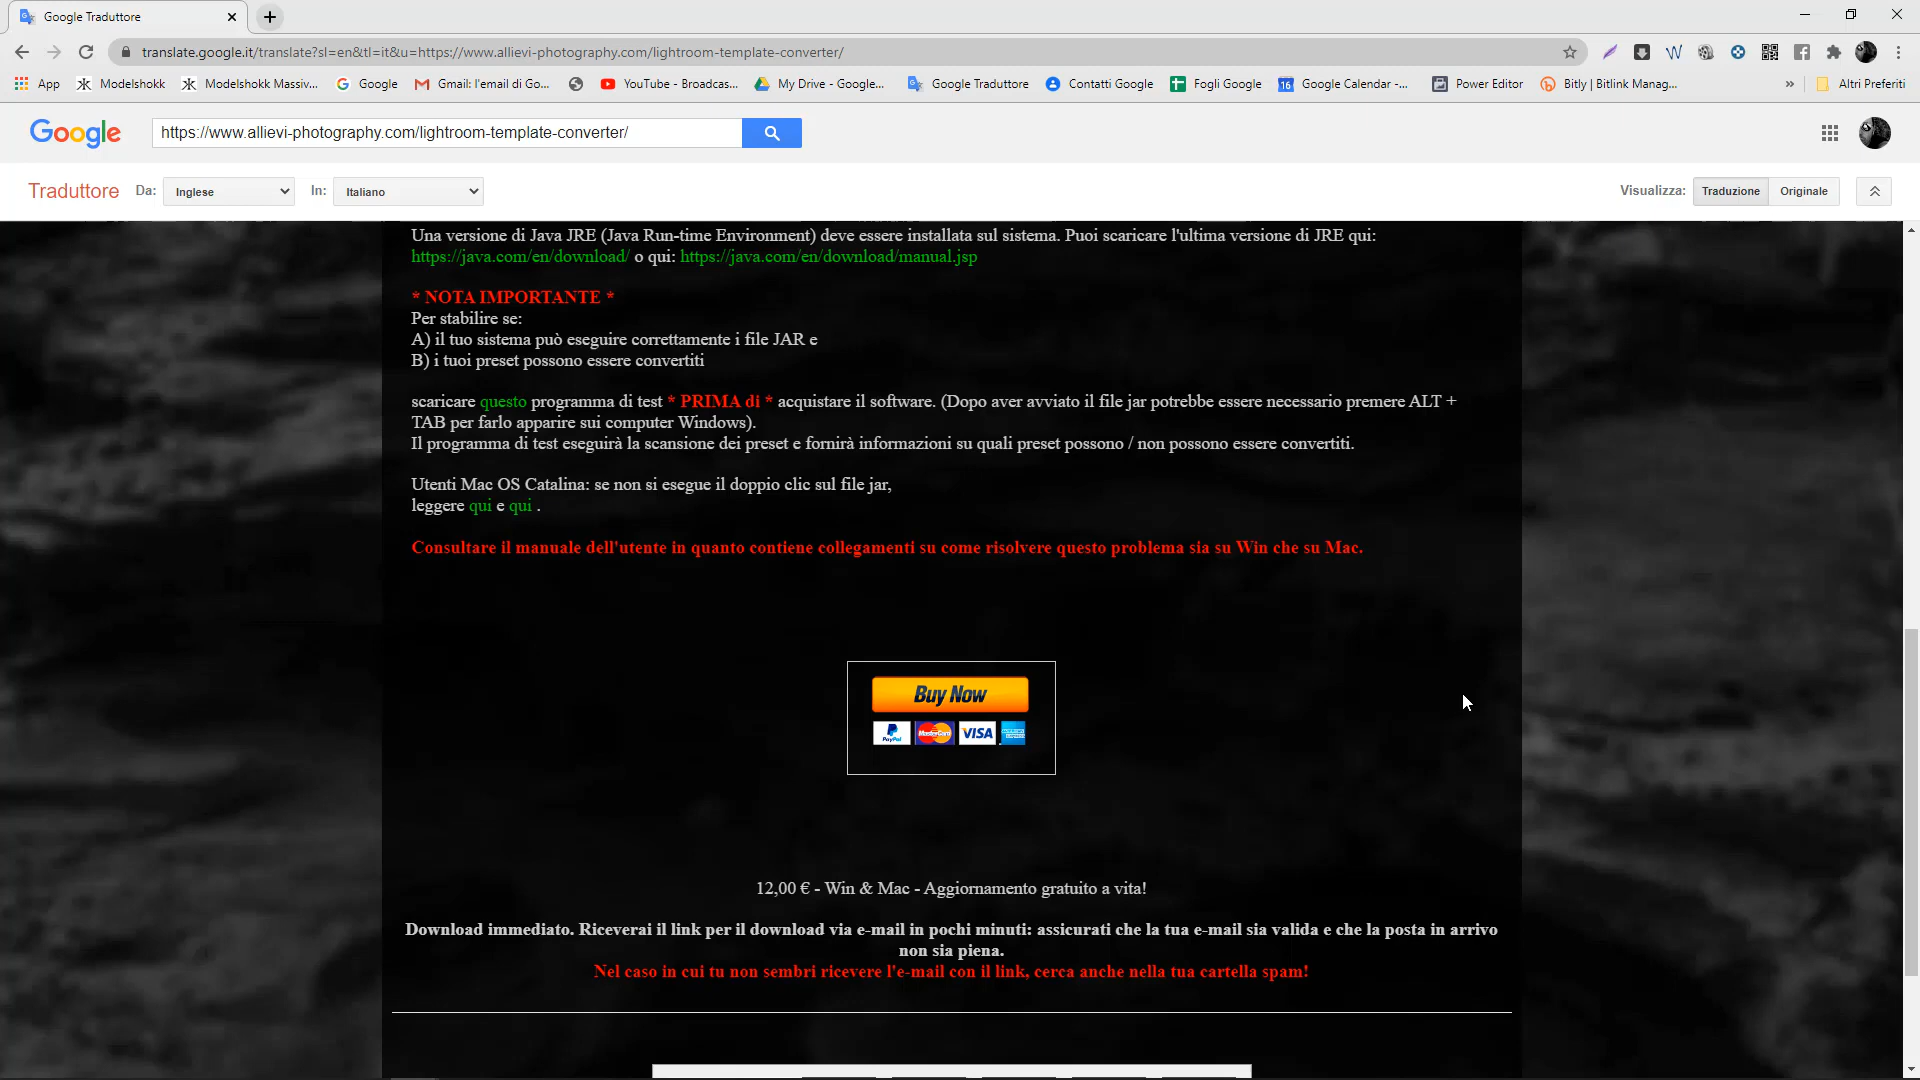 Google Traduttore
translate.google.it/translate?sl=en&tl=it&u=https://www.allievi-photography.com/lightroom-template-converter/
App
Modelshokk
Modelshokk Massiv...
Google
Gmail: l'email di Go...
YouTube - Broadcas...
My Drive - Google...
Google Traduttore
Contatti Google
Fogli Google
16
Google Calendar -...
Power Editor
Bitly | Bitlink Manag...
»
Altri Preferiti
Google
https://www.allievi-photography.com/lightroom-template-converter/
Traduttore
Da:
Inglese
In:
Italiano
Visualizza:
Traduzione
Originale
Una versione di Java JRE (Java Run-time Environment) deve essere installata sul sistema. Puoi scaricare l'ultima versione di JRE qui:
https://java.com/en/download/ o qui: https://java.com/en/download/manual.jsp
* NOTA IMPORTANTE *
Per stabilire se:
A) il tuo sistema può eseguire correttamente i file JAR e
B) i tuoi preset possono essere convertiti
scaricare questo programma di test * PRIMA di * acquistare il software. (Dopo aver avviato il file jar potrebbe essere necessario premere ALT +
TAB per farlo apparire sui computer Windows).
Il programma di test eseguirà la scansione dei preset e fornirà informazioni su quali preset possono / non possono essere convertiti.
Utenti Mac OS Catalina: se non si esegue il doppio clic sul file jar,
leggere qui e qui .
Consultare il manuale dell'utente in quanto contiene collegamenti su come risolvere questo problema sia su Win che su Mac.
Buy Now
PayPal MasterCard VISA
12,00 € - Win & Mac - Aggiornamento gratuito a vita!
Download immediato. Riceverai il link per il download via e-mail in pochi minuti: assicurati che la tua e-mail sia valida e che la posta in arrivo
non sia piena.
Nel caso in cui tu non sembri ricevere l'e-mail con il link, cerca anche nella tua cartella spam!